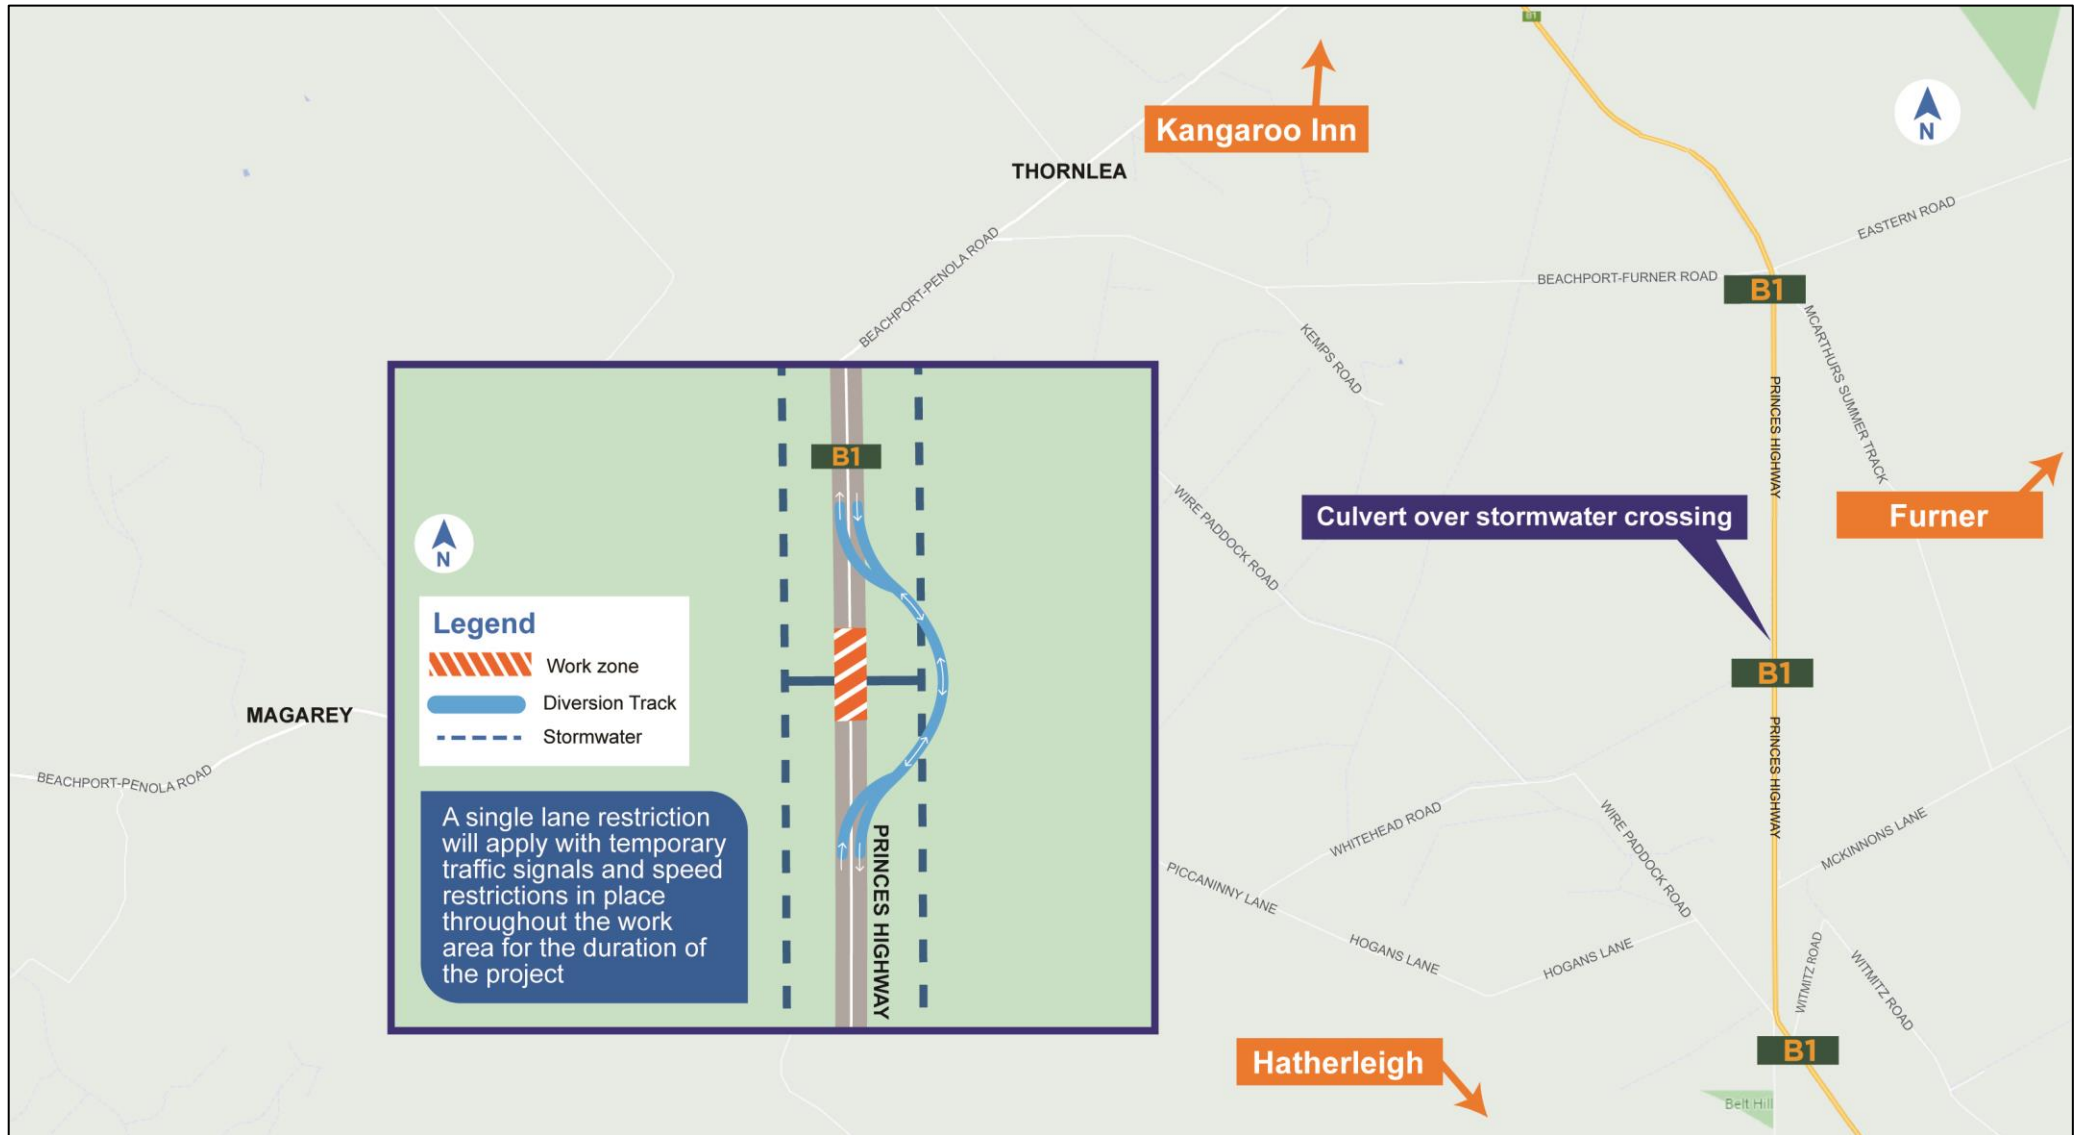 B1
Kangaroo Inn
N
THORNLEA
EASTERN ROAD
BEACHPORT-PENOLA ROAD
BEACHPORT-FURNER ROAD
B1
KEMPS ROAD
MCARTHURS SUMMER TRACK
PRINCES HIGHWAY
B1
WIRE PADDOCK ROAD
Culvert over stormwater crossing
Furner
N
Legend
Work zone
Diversion Track
Stormwater
B1
MAGAREY
BEACHPORT-PENOLA ROAD
PRINCES HIGHWAY
A single lane restriction
will apply with temporary
traffic signals and speed
restrictions in place
throughout the work
area for the duration of
the project
PRINCES HIGHWAY
WHITEHEAD ROAD
WIRE PADDOCK ROAD
MCKINNONS LANE
PICCANINNY LANE
HOGANS LANE
HOGANS LANE
WITMITZ ROAD
WITMITZ ROAD
Hatherleigh
B1
Belt Hill